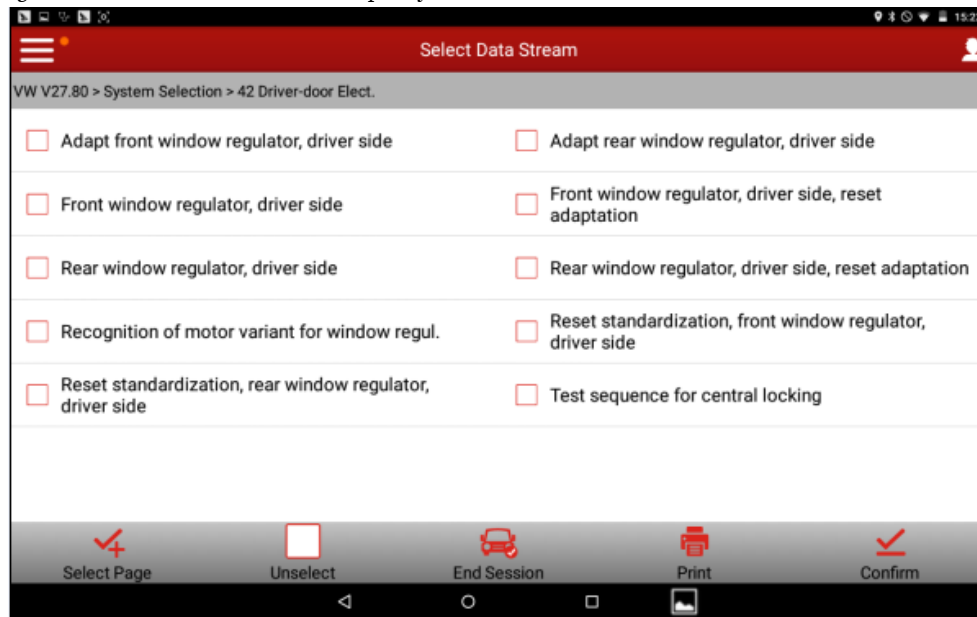 15:2
Select Data Stream
VW V27.80 > System Selection > 42 Driver-door Elect.
Adapt front window regulator, driver side
Adapt rear window regulator, driver side
Front window regulator, driver side
Front window regulator, driver side, reset
adaptation
Rear window regulator, driver side
Rear window regulator, driver side, reset adaptation
Recognition of motor variant for window regul.
Reset standardization, front window regulator,
driver side
Reset standardization, rear window regulator,
driver side
Test sequence for central locking
Select Page
Unselect
End Session
Print
Confirm